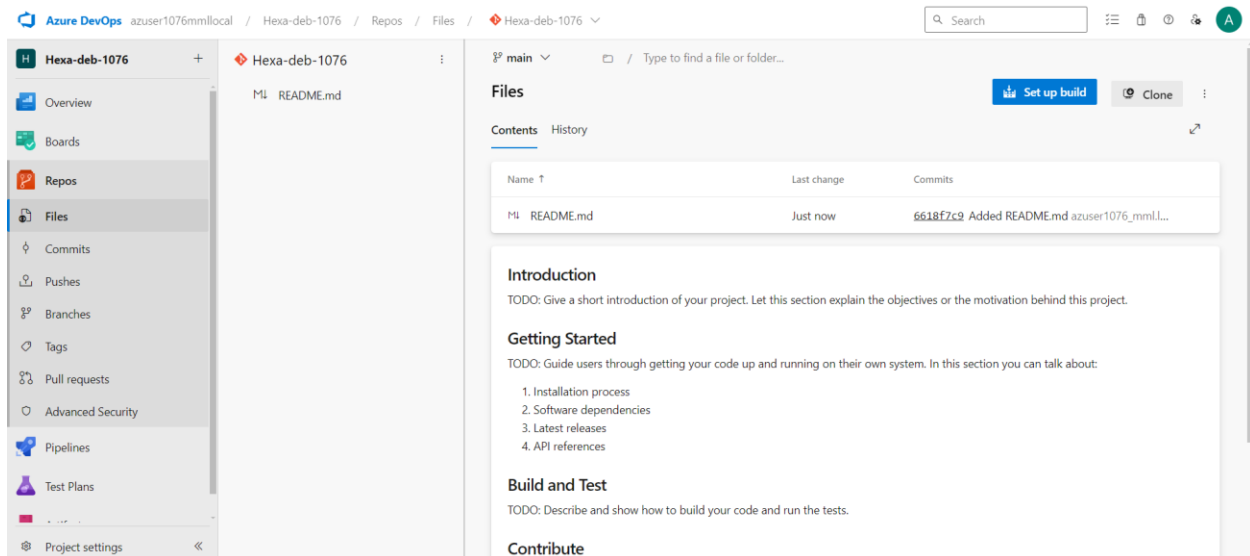 Azure DevOps azuser1076mmllocal / Hexa-deb-1076 / Repos / Files / Hexa-deb-1076
Search
A
H Hexa-deb-1076
Overview
Boards
Repos
Files
Commits
Pushes
Branches
Tags
Pull requests
Advanced Security
Pipelines
Test Plans
Project settings
Hexa-deb-1076
M↓ README.md
main / Type to find a file or folder...
Files
Set up build
Clone
Contents History
Name ↑ Last change Commits
M↓ README.md Just now 6618f7c9 Added README.md azuser1076_mml.l...
Introduction
TODO: Give a short introduction of your project. Let this section explain the objectives or the motivation behind this project.
Getting Started
TODO: Guide users through getting your code up and running on their own system. In this section you can talk about:
1. Installation process
2. Software dependencies
3. Latest releases
4. API references
Build and Test
TODO: Describe and show how to build your code and run the tests.
Contribute